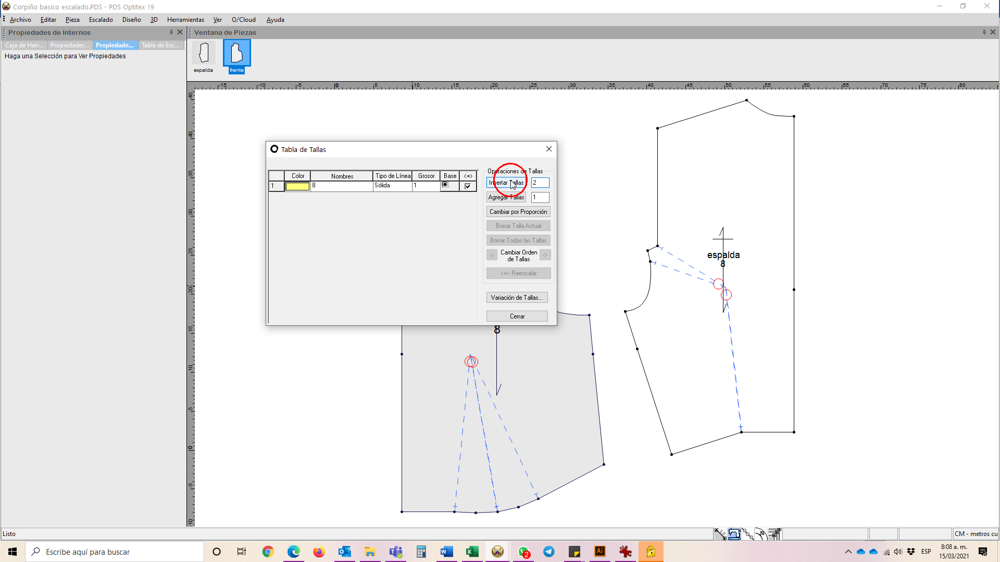 Corpiño basico escalado.PDS - PDS Optitex 19
Archivo Editar Pieza Escalado Diseño 3D Herramientas Ver O/Cloud Ayuda
Propiedades de Internos
Caja de Herr... Propiedades... Propiedade... Tabla de Esc...
Haga una Selección para Ver Propiedades
Ventana de Piezas
espalda
frente
-15 -10 -5 0 5 10 15 20 25 30 35 40 45 50 55 60 65 70 75 80
45
40
35
30
25
20
15
10
5
0
-5
-10
Tabla de Tallas
Color Nombres Tipo de Línea Grosor Base <=>
1 8 Sólida 1
Operaciones de Tallas
Insertar Tallas 2
Agregar Tallas 1
Cambiar por Proporción
Borrar Talla Actual
Borrar Todas las Tallas
<- Cambiar Orden de Tallas ->
<=> Reescalar
Variación de Tallas...
Cerrar
8
espalda
8
Listo
CM - metros cu
Escribe aquí para buscar
2
Ai
ESP
8:08 a. m.
15/03/2021